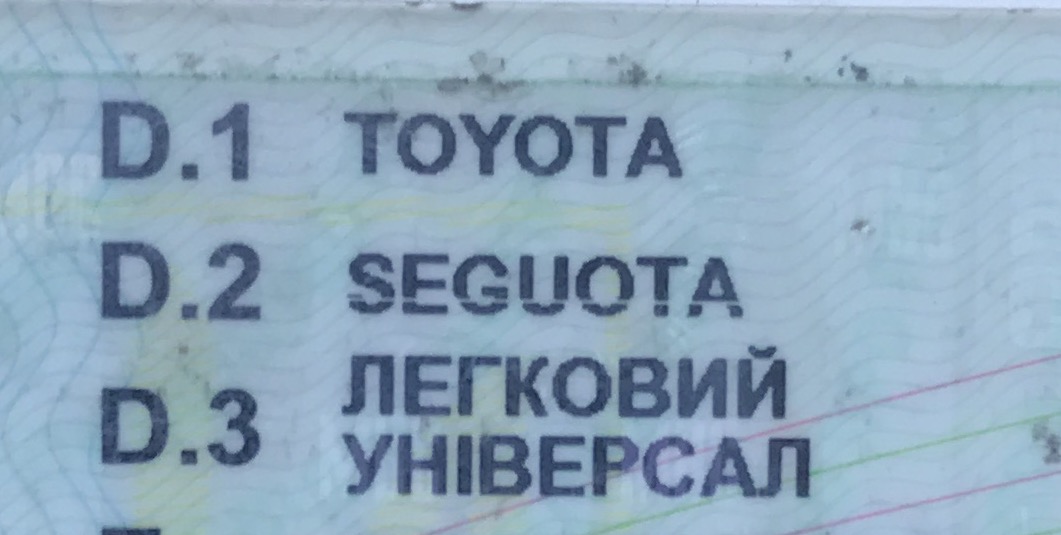 D.1 TOYOTA
D.2 SEGUOTA
D.3 ЛЕГКОВИЙ
УНІВЕРСАЛ